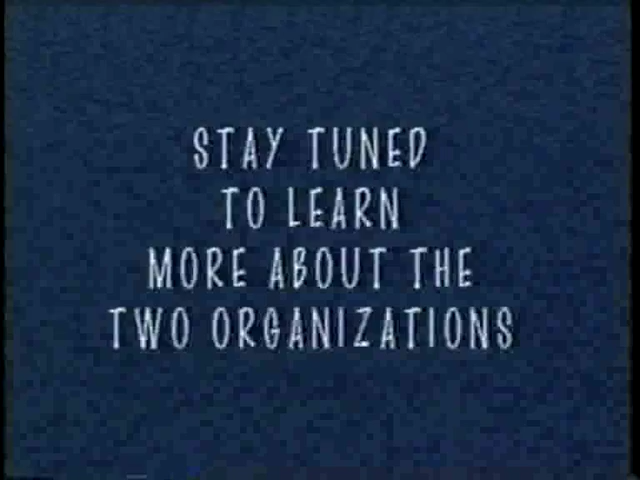 STAY TUNED
TO LEARN
MORE ABOUT THE
TWO ORGANIZATIONS